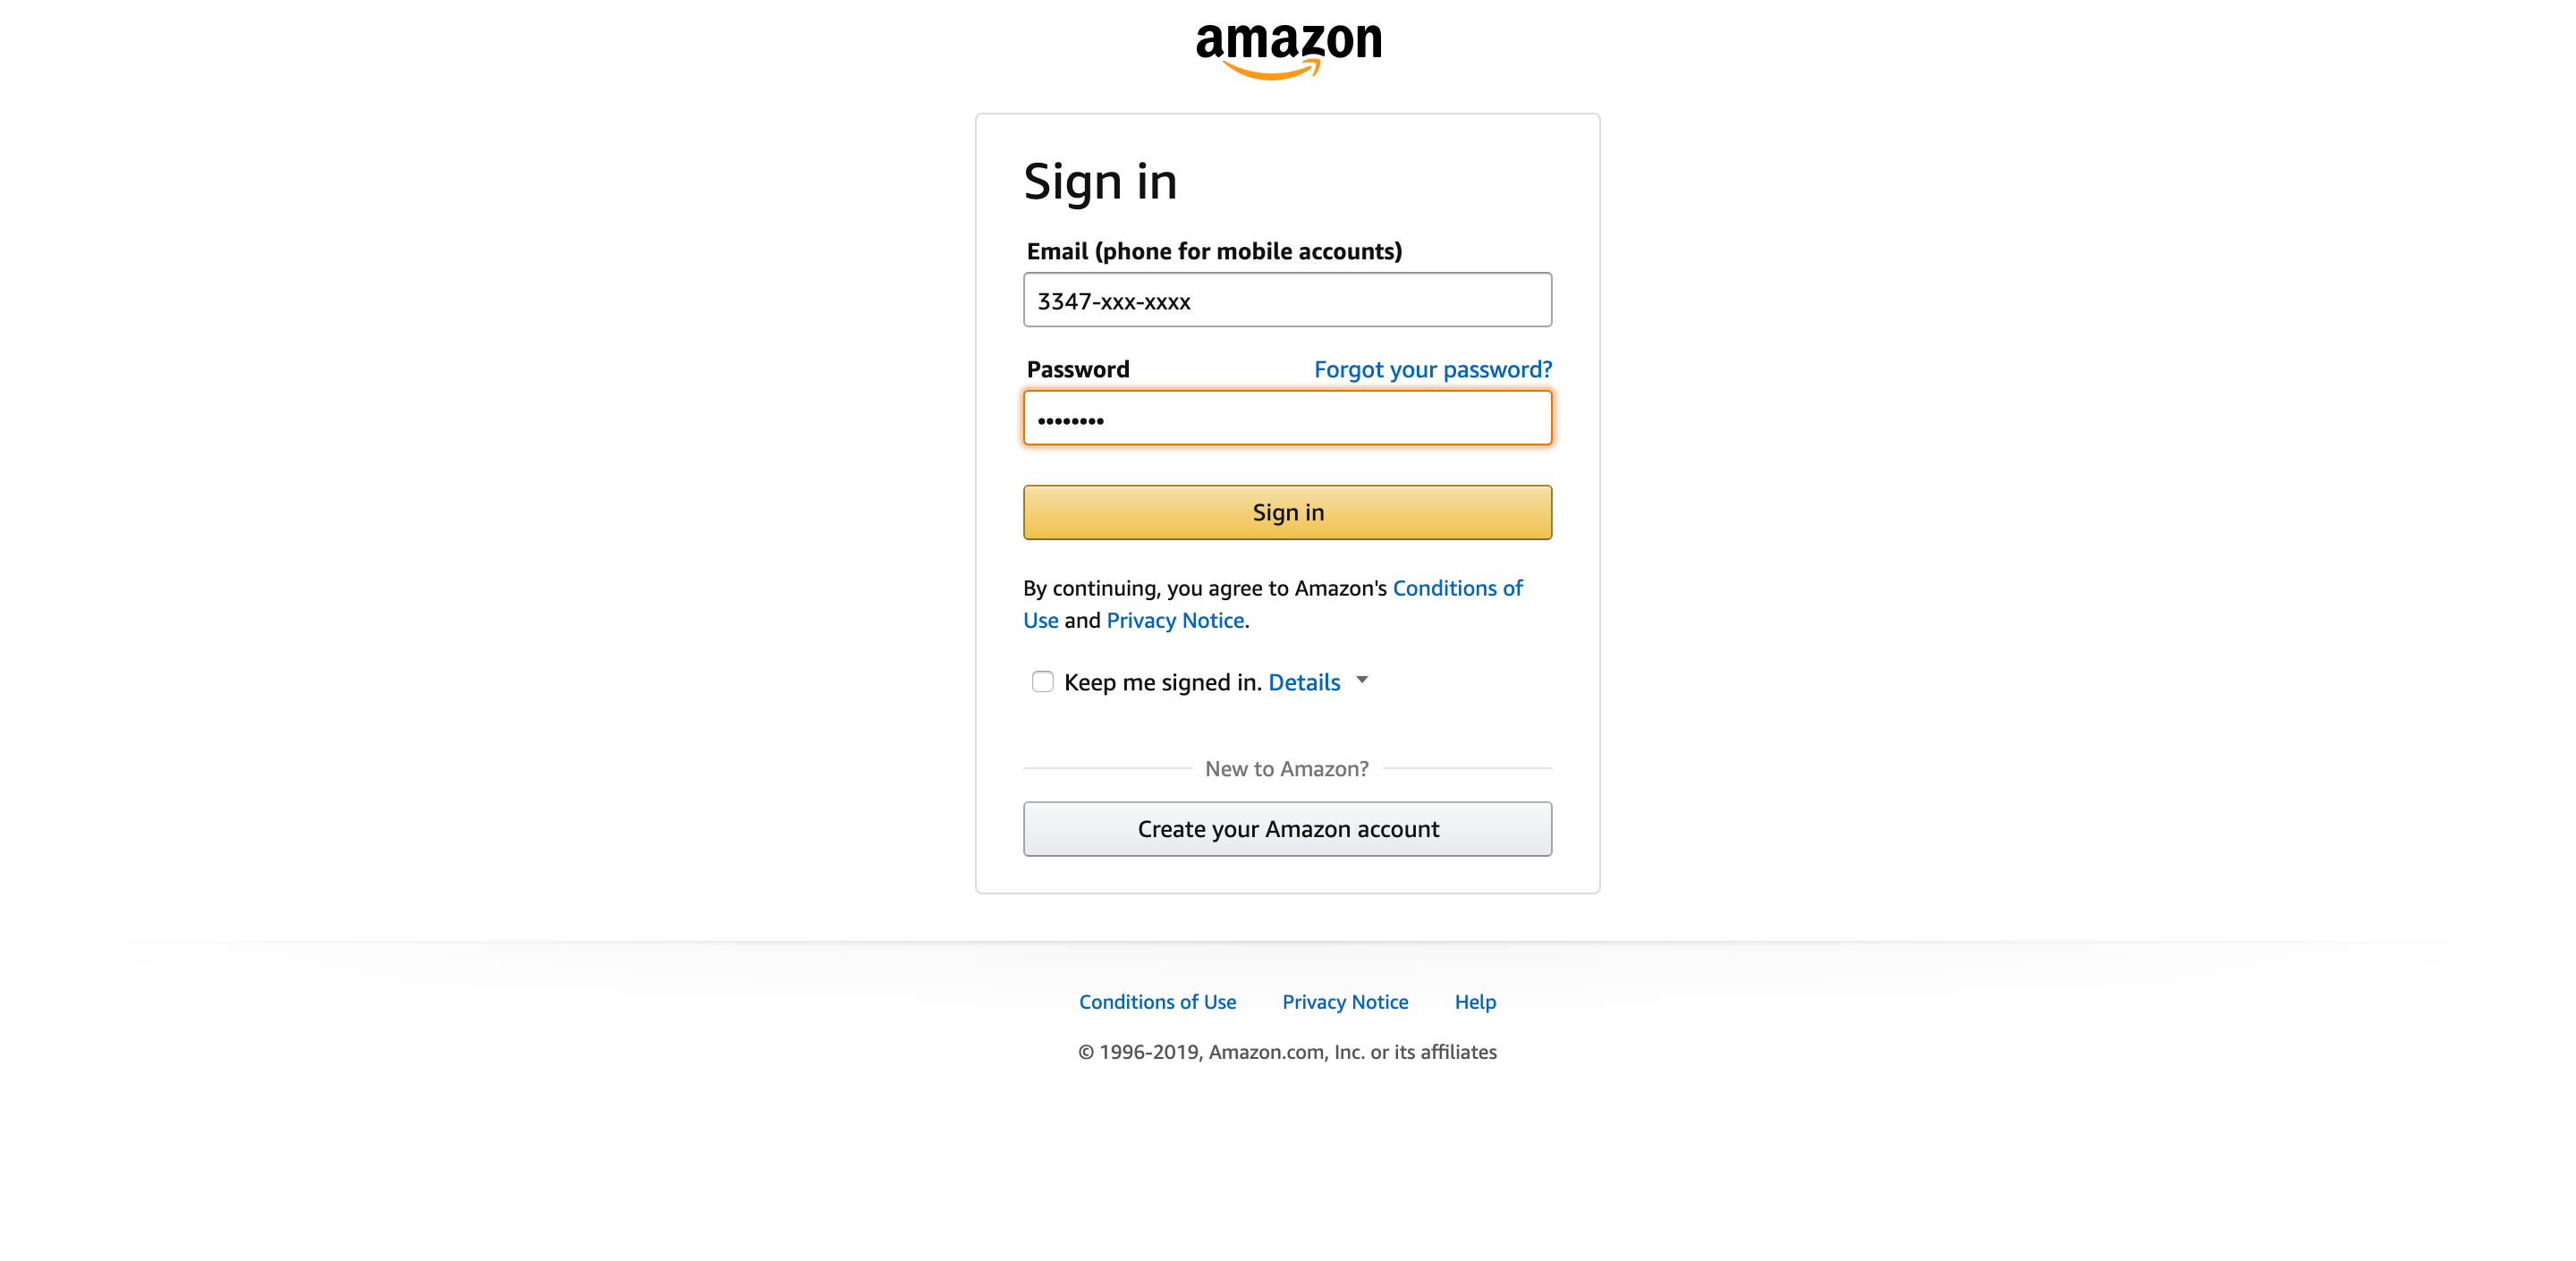 amazon
Sign in
Email (phone for mobile accounts)
3347-xxx-xxxx
Password Forgot your password?
••••••••
Sign in
By continuing, you agree to Amazon's Conditions of
Use and Privacy Notice.
Keep me signed in. Details
New to Amazon?
Create your Amazon account
Conditions of Use Privacy Notice Help
© 1996-2019, Amazon.com, Inc. or its affiliates